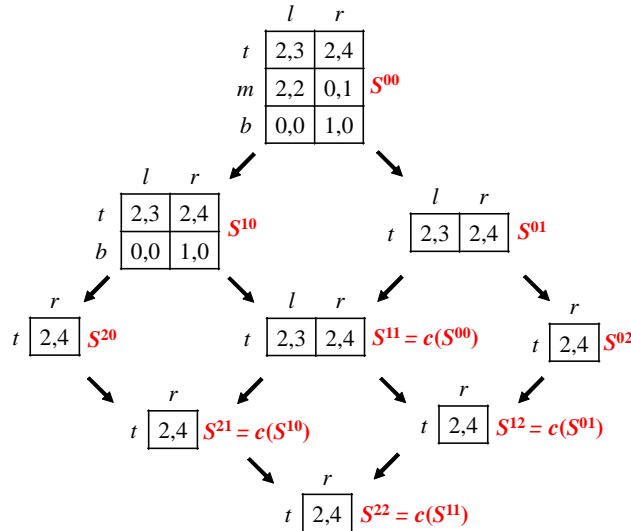 l r
t 2,3 2,4
m 2,2 0,1 S⁰⁰
b 0,0 1,0
l r
t 2,3 2,4 S¹⁰
b 0,0 1,0
l r
t 2,3 2,4 S⁰¹
r
t 2,4 S²⁰
l r
t 2,3 2,4 S¹¹ = c(S⁰⁰)
r
t 2,4 S⁰²
r
t 2,4 S²¹ = c(S¹⁰)
r
t 2,4 S¹² = c(S⁰¹)
r
t 2,4 S²² = c(S¹¹)